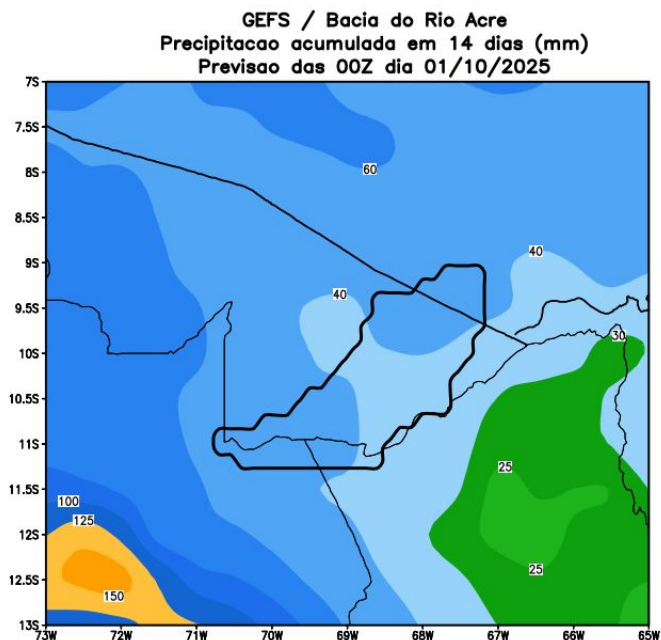 GEFS / Bacia do Rio Acre
Precipitacao acumulada em 14 dias (mm)
Previsao das 00Z dia 01/10/2025
7S
7.5S
8S
8.5S
9S
9.5S
10S
10.5S
11S
11.5S
12S
12.5S
13S
60
40
40
30
25
100
125
25
150
73W
72W
71W
70W
69W
68W
67W
66W
65W